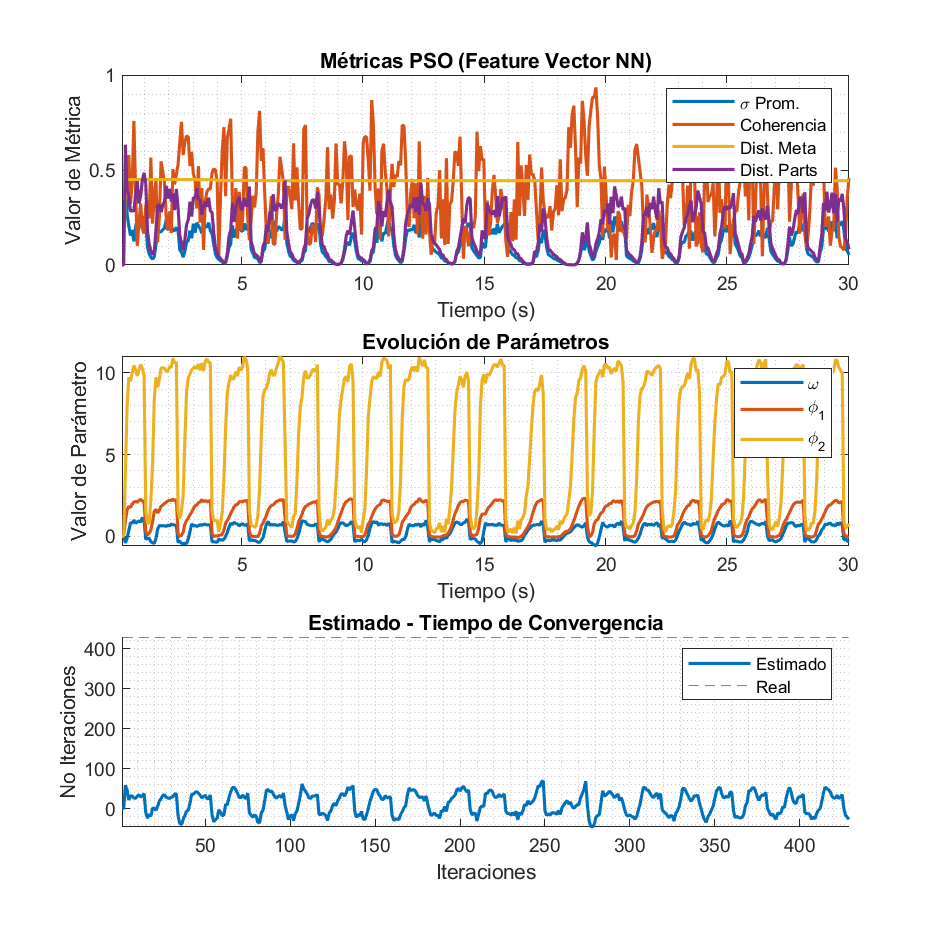 Métricas PSO (Feature Vector NN)
Valor de Métrica
1
0.5
0
σ Prom.
Coherencia
Dist. Meta
Dist. Parts
5 10 15 20 25 30
Tiempo (s)
Evolución de Parámetros
Valor de Parámetro
10
5
0
ω
ϕ1
ϕ2
5 10 15 20 25 30
Tiempo (s)
Estimado - Tiempo de Convergencia
No Iteraciones
400
300
200
100
0
Estimado
Real
50 100 150 200 250 300 350 400
Iteraciones